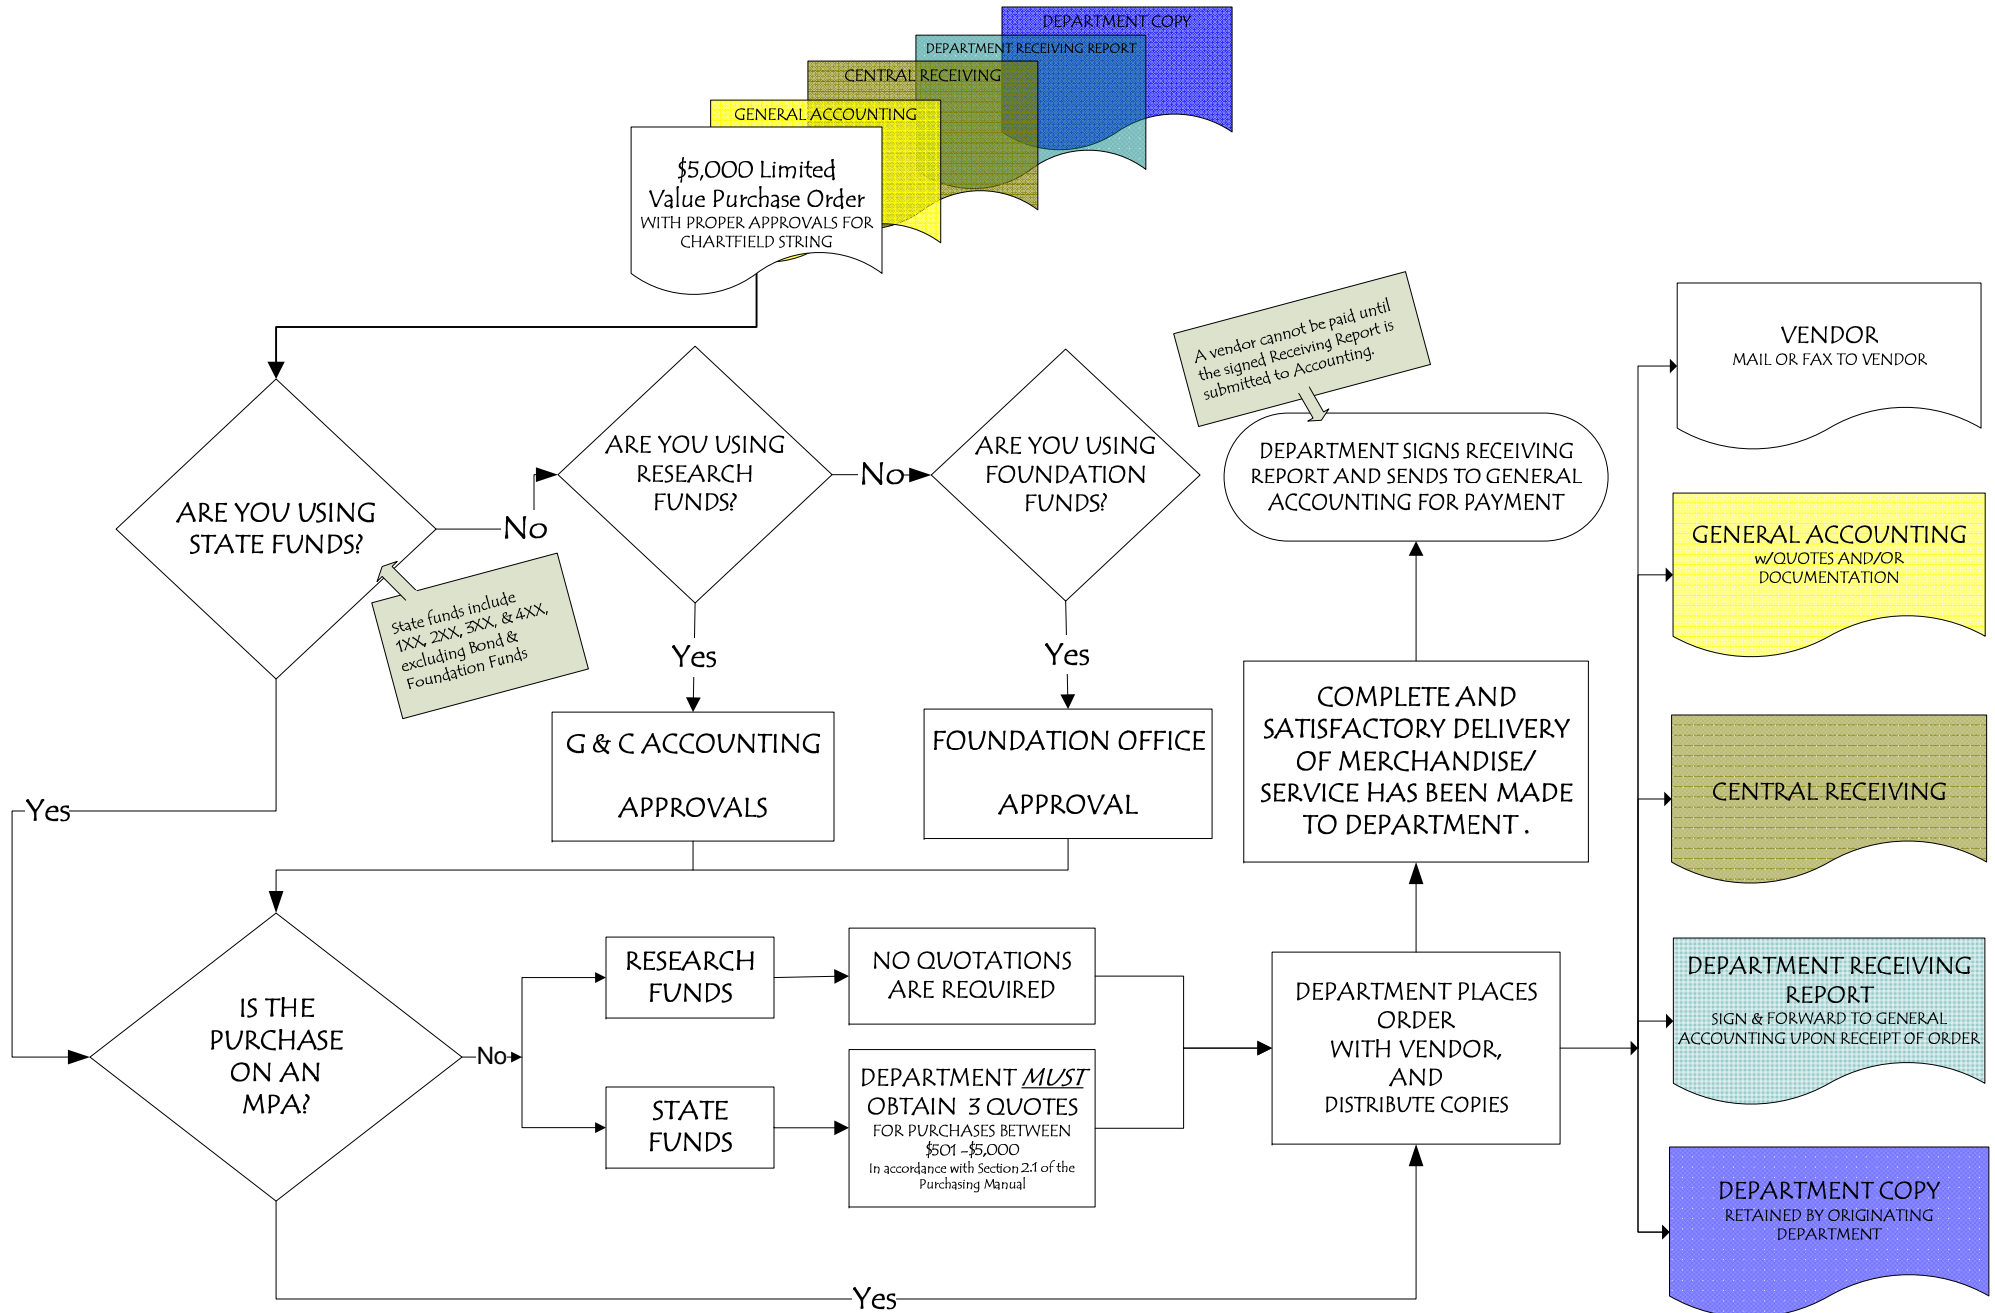 DEPARTMENT COPY
DEPARTMENT RECEIVING REPORT
CENTRAL RECEIVING
GENERAL ACCOUNTING
$5,000 Limited
Value Purchase Order
WITH PROPER APPROVALS FOR
CHARTFIELD STRING
ARE YOU USING
STATE FUNDS?
No
State funds include
1XX, 2XX, 3XX, & 4XX,
excluding Bond &
Foundation Funds
Yes
ARE YOU USING
RESEARCH
FUNDS?
No
Yes
ARE YOU USING
FOUNDATION
FUNDS?
Yes
G & C ACCOUNTING
APPROVALS
FOUNDATION OFFICE
APPROVAL
IS THE
PURCHASE
ON AN
MPA?
No
Yes
RESEARCH
FUNDS
NO QUOTATIONS
ARE REQUIRED
STATE
FUNDS
DEPARTMENT MUST
OBTAIN 3 QUOTES
FOR PURCHASES BETWEEN
$501 -$5,000
In accordance with Section 2.1 of the
Purchasing Manual
DEPARTMENT PLACES
ORDER
WITH VENDOR,
AND
DISTRIBUTE COPIES
COMPLETE AND
SATISFACTORY DELIVERY
OF MERCHANDISE/
SERVICE HAS BEEN MADE
TO DEPARTMENT .
A vendor cannot be paid until
the signed Receiving Report is
submitted to Accounting.
DEPARTMENT SIGNS RECEIVING
REPORT AND SENDS TO GENERAL
ACCOUNTING FOR PAYMENT
VENDOR
MAIL OR FAX TO VENDOR
GENERAL ACCOUNTING
w/QUOTES AND/OR
DOCUMENTATION
CENTRAL RECEIVING
DEPARTMENT RECEIVING
REPORT
SIGN & FORWARD TO GENERAL
ACCOUNTING UPON RECEIPT OF ORDER
DEPARTMENT COPY
RETAINED BY ORIGINATING
DEPARTMENT